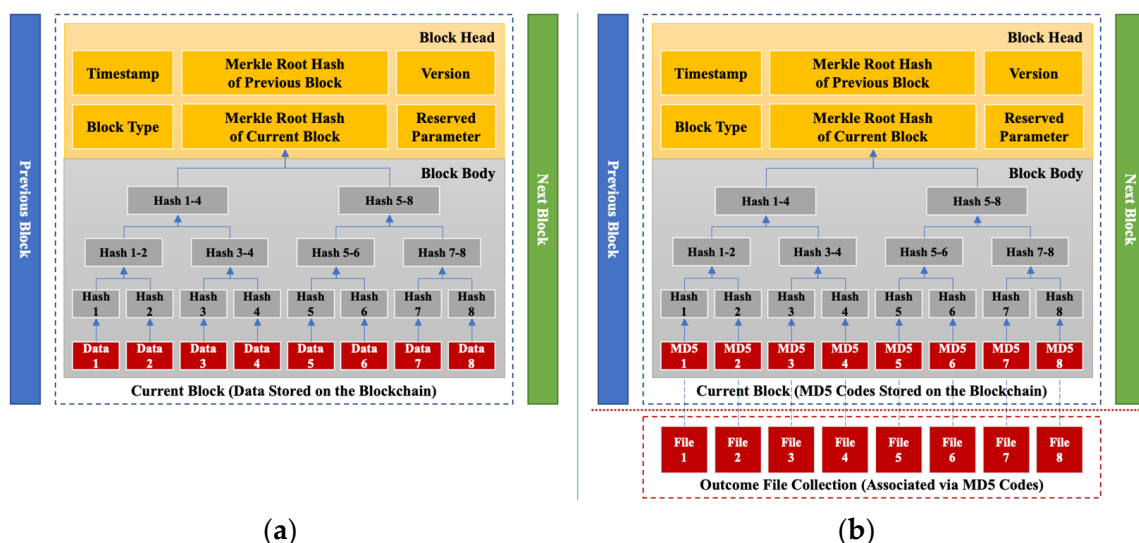 Previous Block
Block Head
Timestamp
Merkle Root Hash
of Previous Block
Version
Block Type
Merkle Root Hash
of Current Block
Reserved
Parameter
Block Body
Hash 1-4
Hash 5-8
Hash 1-2
Hash 3-4
Hash 5-6
Hash 7-8
Hash
1
Hash
2
Hash
3
Hash
4
Hash
5
Hash
6
Hash
7
Hash
8
Data
1
Data
2
Data
3
Data
4
Data
5
Data
6
Data
7
Data
8
Current Block (Data Stored on the Blockchain)
Next Block
(a)
Previous Block
Block Head
Timestamp
Merkle Root Hash
of Previous Block
Version
Block Type
Merkle Root Hash
of Current Block
Reserved
Parameter
Block Body
Hash 1-4
Hash 5-8
Hash 1-2
Hash 3-4
Hash 5-6
Hash 7-8
Hash
1
Hash
2
Hash
3
Hash
4
Hash
5
Hash
6
Hash
7
Hash
8
MD5
1
MD5
2
MD5
3
MD5
4
MD5
5
MD5
6
MD5
7
MD5
8
Current Block (MD5 Codes Stored on the Blockchain)
Next Block
File
1
File
2
File
3
File
4
File
5
File
6
File
7
File
8
Outcome File Collection (Associated via MD5 Codes)
(b)